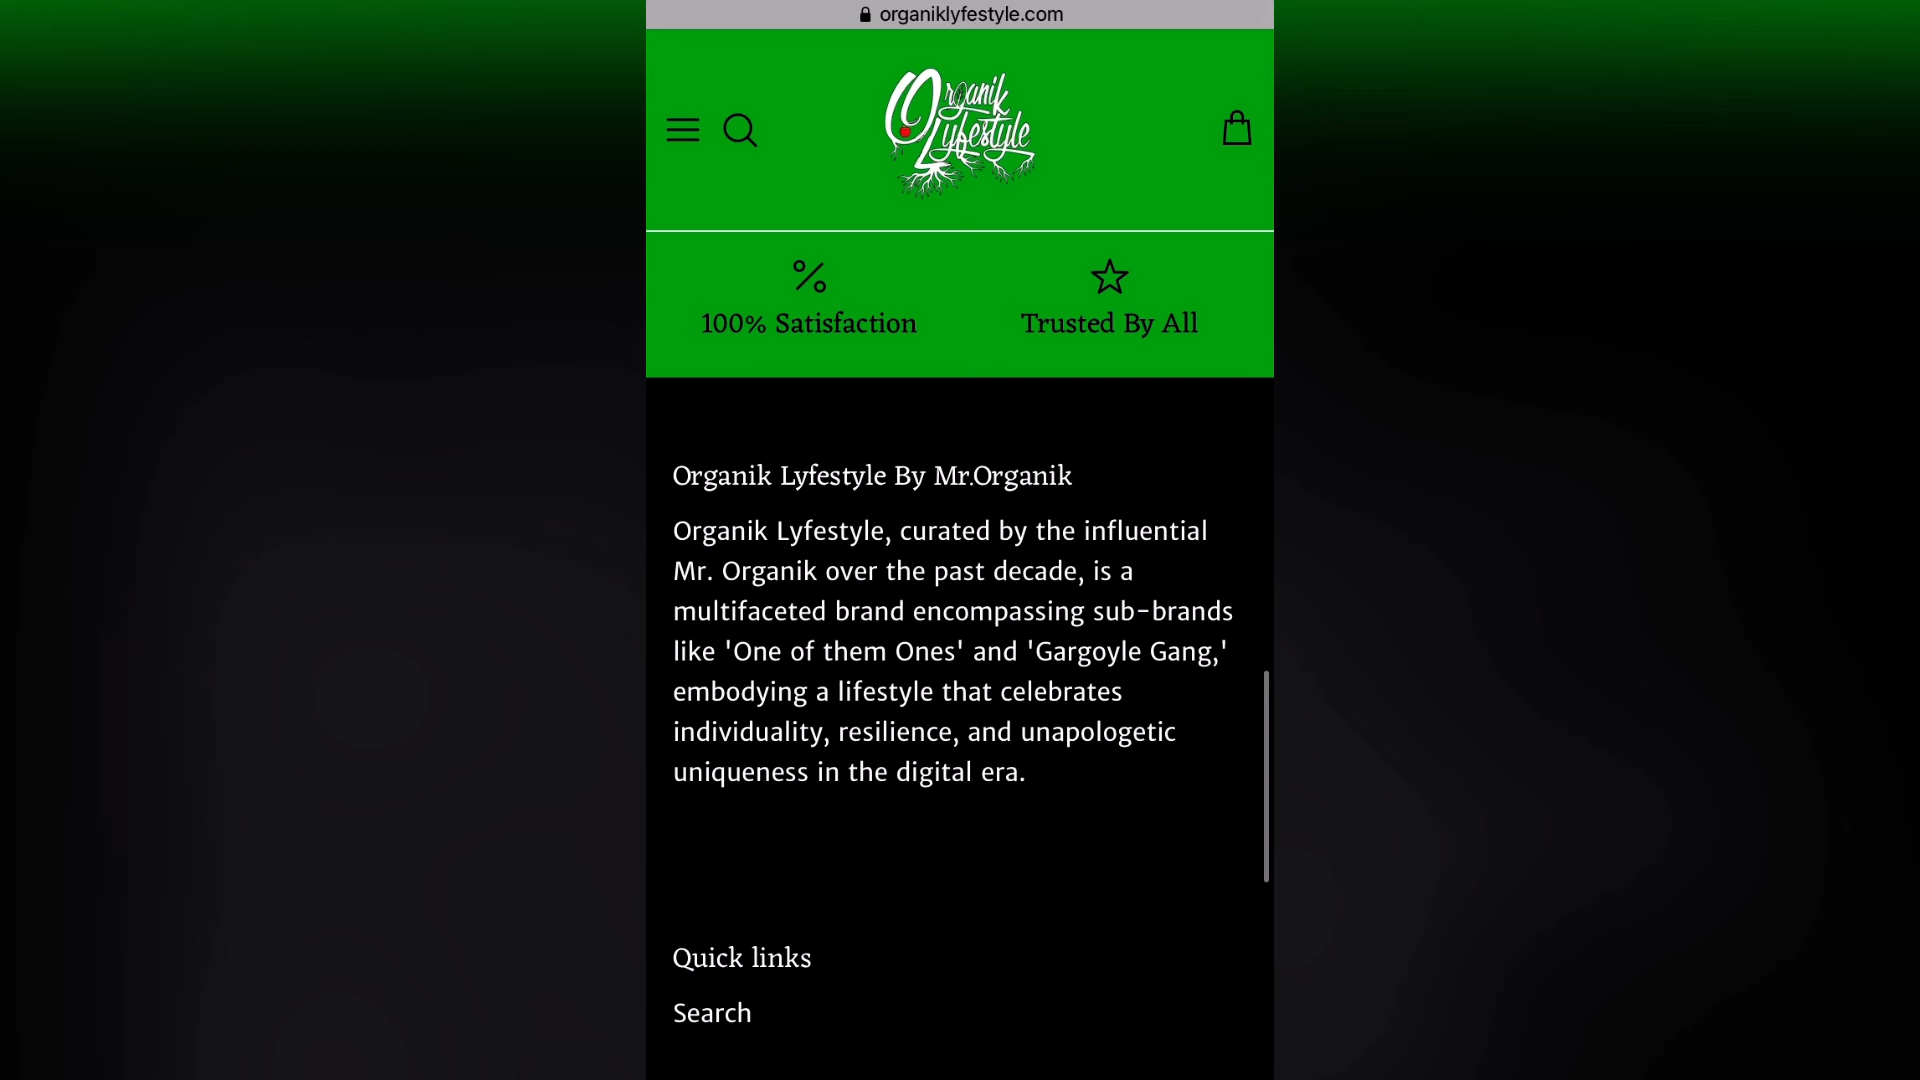 organiklyfestyle.com
Organik
Lyfestyle
100% Satisfaction
Trusted By All
Organik Lyfestyle By Mr.Organik
Organik Lyfestyle, curated by the influential
Mr. Organik over the past decade, is a
multifaceted brand encompassing sub-brands
like 'One of them Ones' and 'Gargoyle Gang,'
embodying a lifestyle that celebrates
individuality, resilience, and unapologetic
uniqueness in the digital era.
Quick links
Search